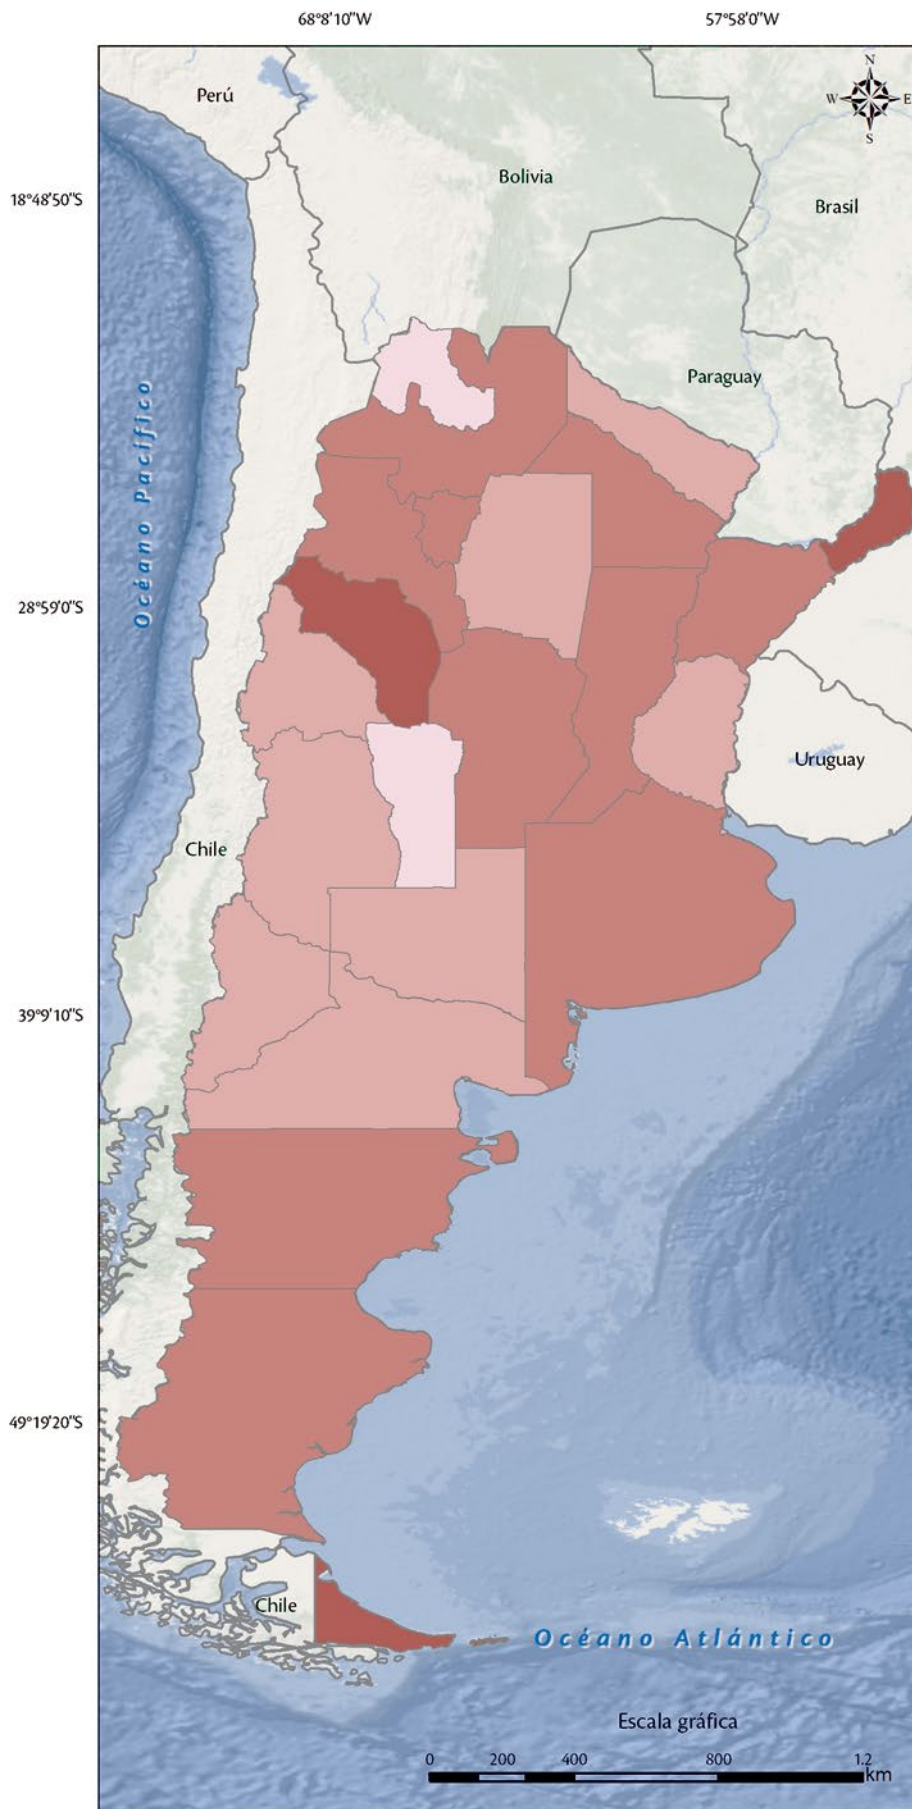 68°8'10"W
57°58'0"W
N
W
E
S
Perú
Bolivia
18°48'50"S
Brasil
Paraguay
Océano Pacífico
28°59'0"S
Uruguay
Chile
39°9'10"S
49°19'20"S
Chile
Océano Atlántico
Escala gráfica
0 200 400 800 1.2
km